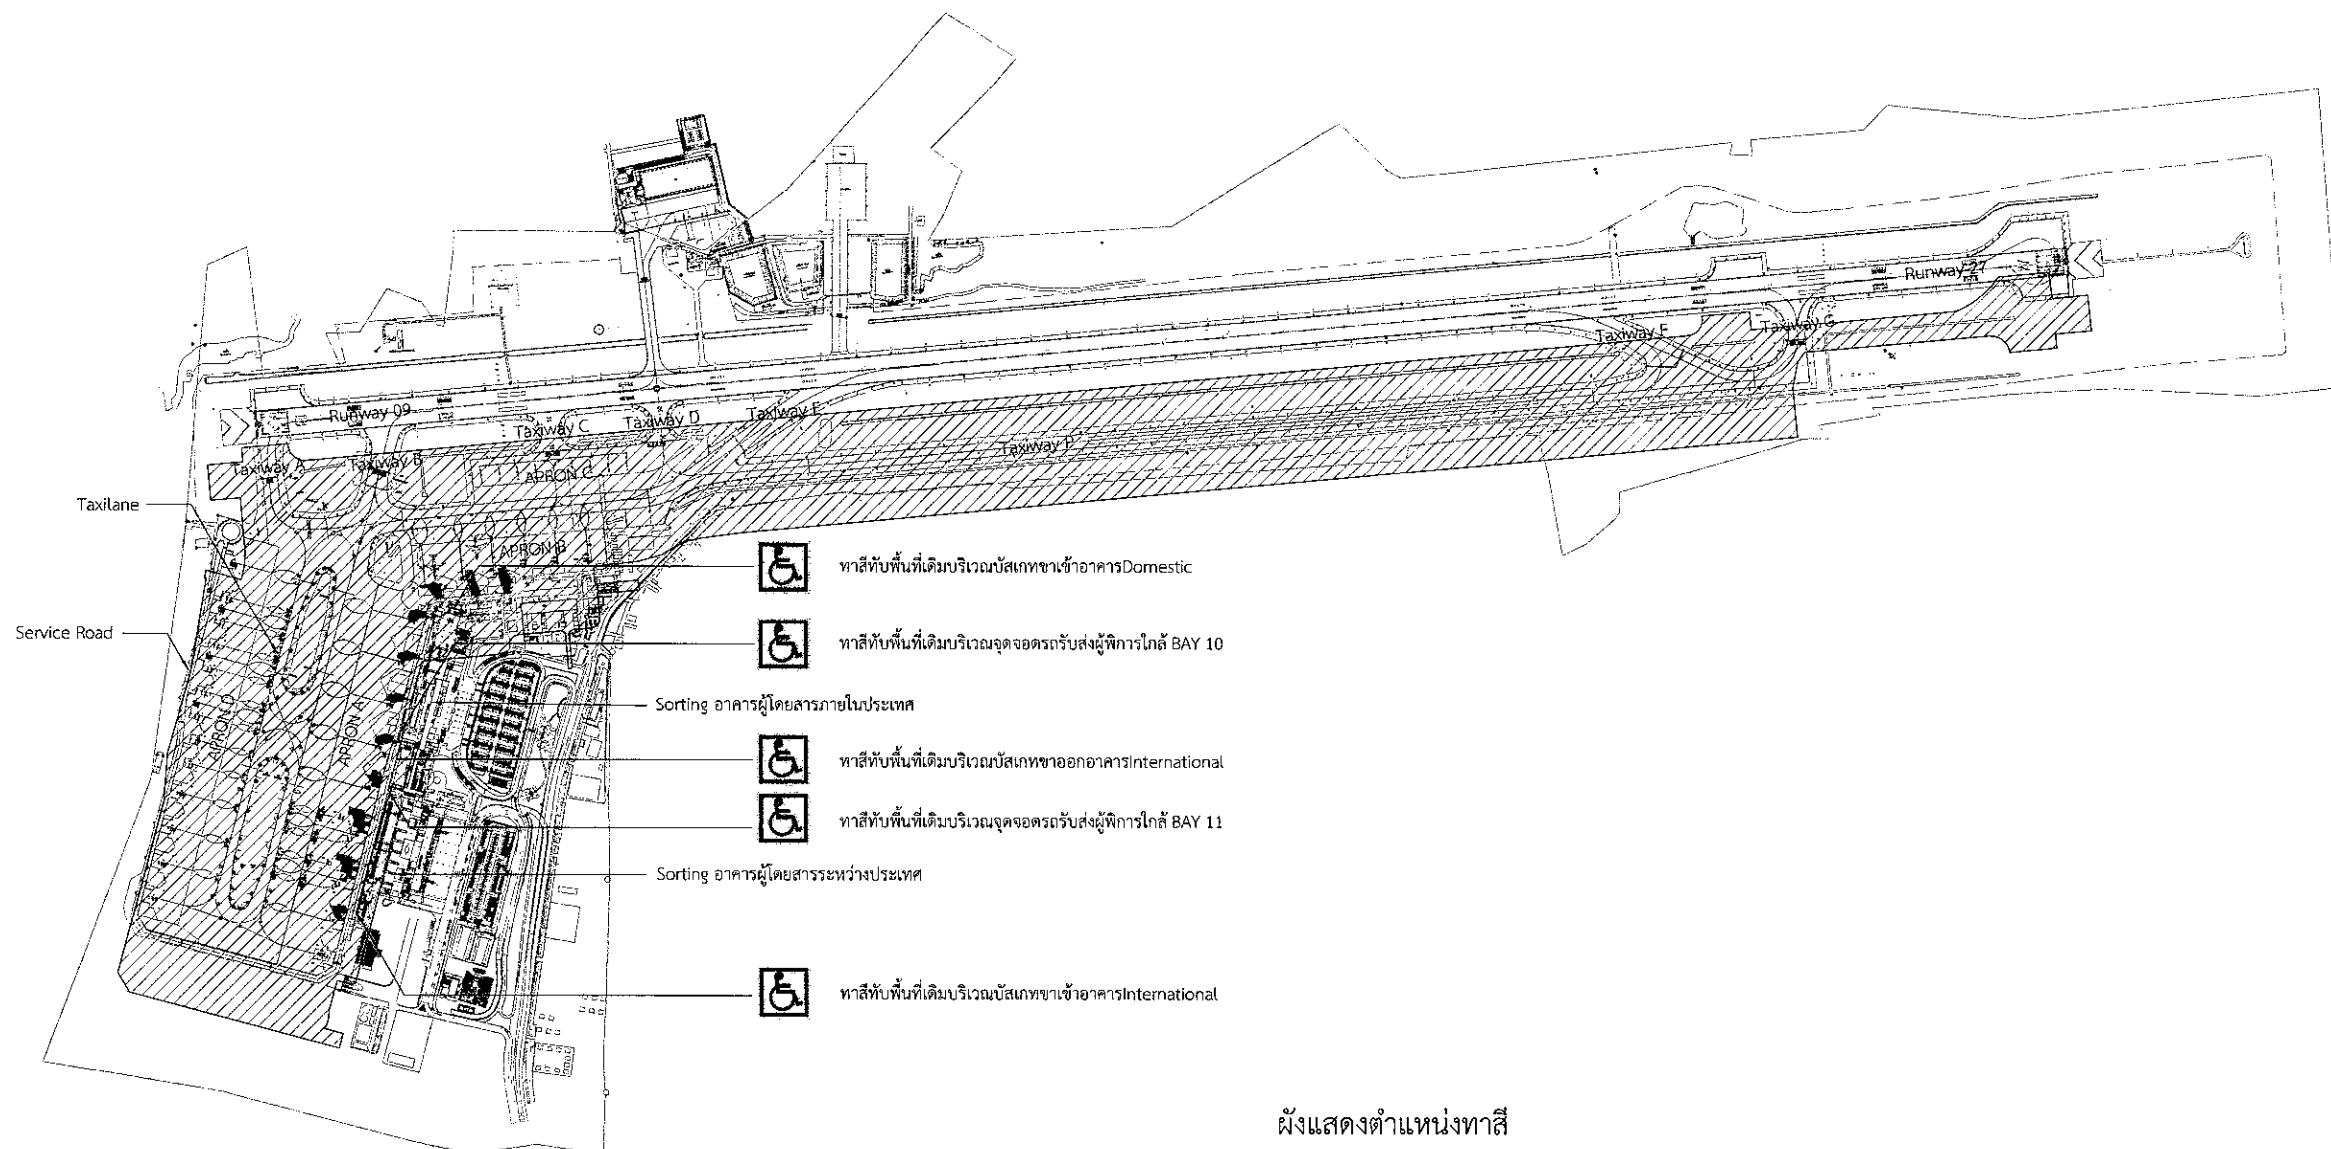 Runway 27
Taxiway F
Taxiway G
Runway 09
Taxiway C
Taxiway D
Taxiway E
Taxiway A
Taxiway B
Taxiway P
APRON C
Taxilane
APRON B
ทาสีทับพื้นที่เดิมบริเวณบัสเกทขาเข้าอาคารDomestic
Service Road
ทาสีทับพื้นที่เดิมบริเวณจุดจอดรถรับส่งผู้พิการใกล้ BAY 10
APRON D
APRON A
Sorting อาคารผู้โดยสารภายในประเทศ
ทาสีทับพื้นที่เดิมบริเวณบัสเกทขาออกอาคารInternational
ทาสีทับพื้นที่เดิมบริเวณจุดจอดรถรับส่งผู้พิการใกล้ BAY 11
Sorting อาคารผู้โดยสารระหว่างประเทศ
ทาสีทับพื้นที่เดิมบริเวณบัสเกทขาเข้าอาคารInternational
ผังแสดงตำแหน่งทาสี